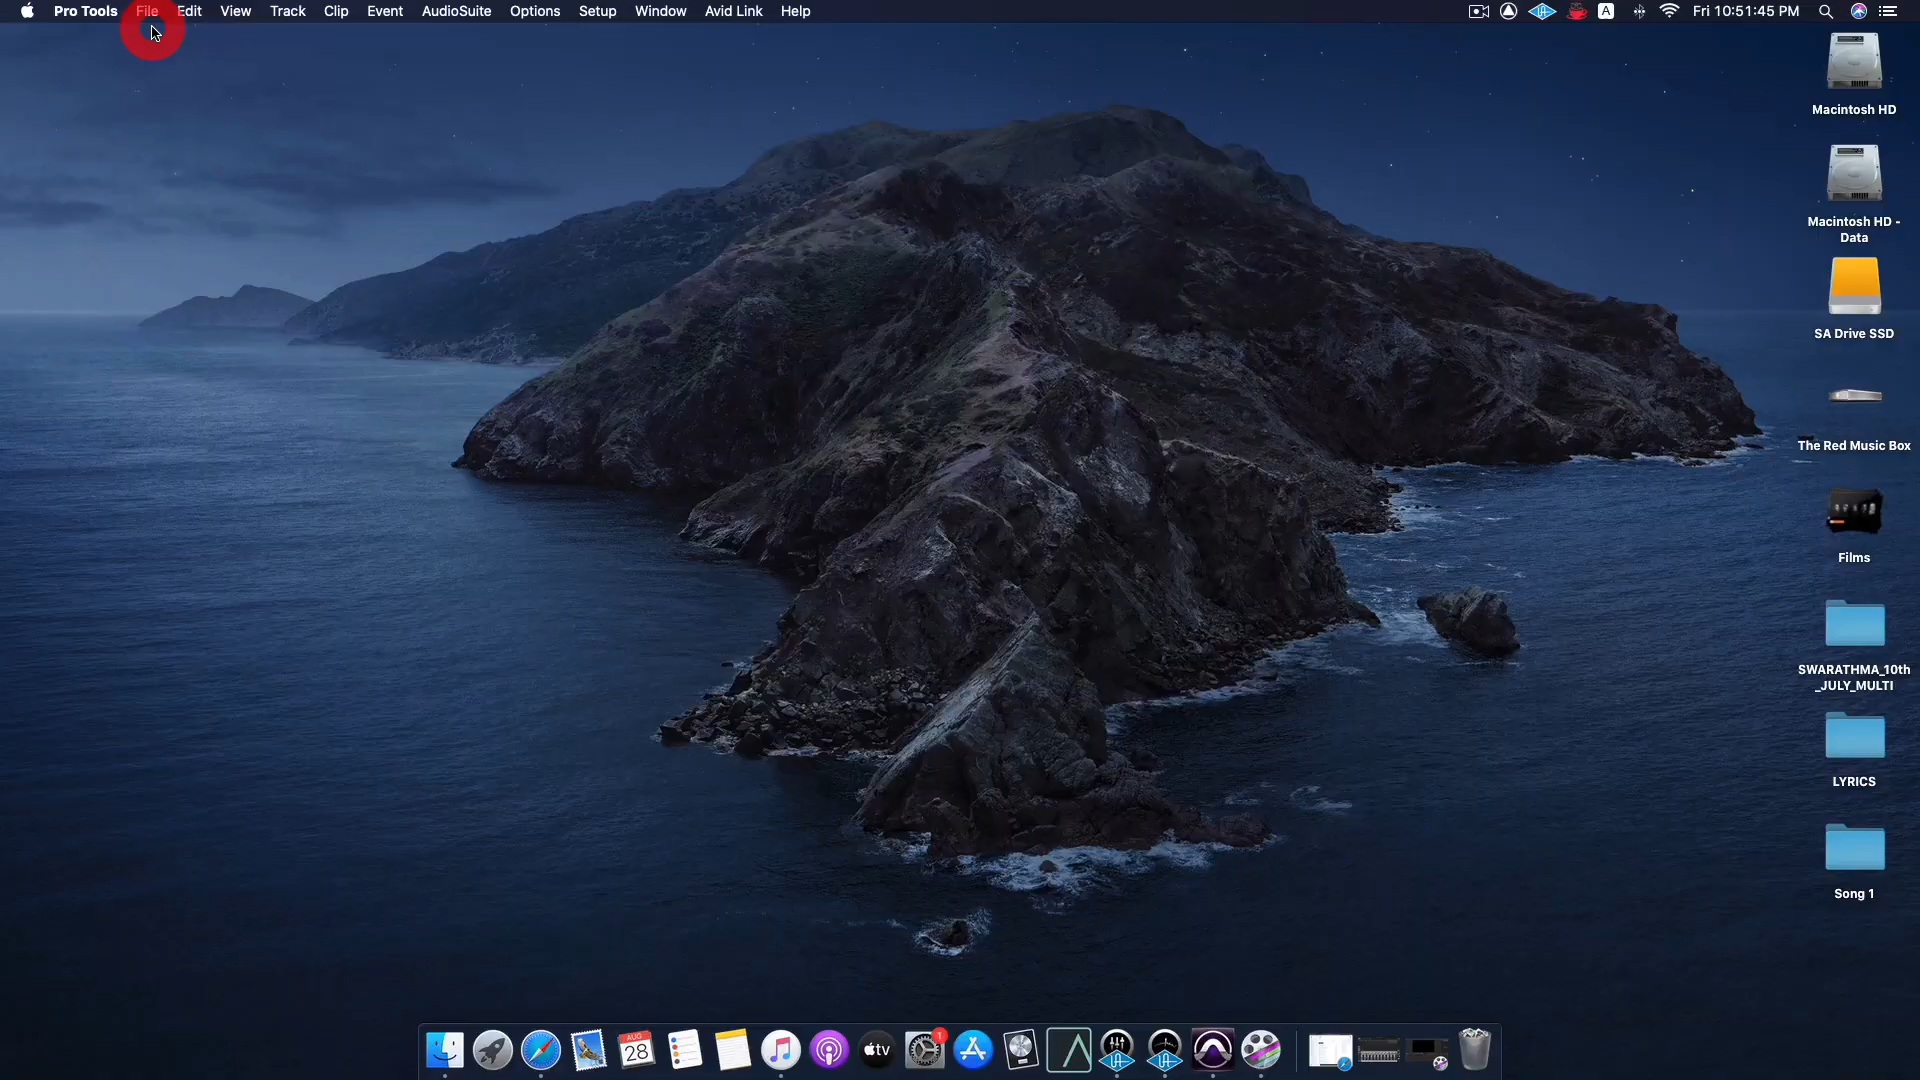 Pro Tools File Edit View Track Clip Event AudioSuite Options Setup Window Avid Link Help
A Fri 10:51:45 PM
Macintosh HD
Macintosh HD -
Data
SA Drive SSD
The Red Music Box
Films
SWARATHMA_10th
_JULY_MULTI
LYRICS
Song 1
AUG
28
tv
1